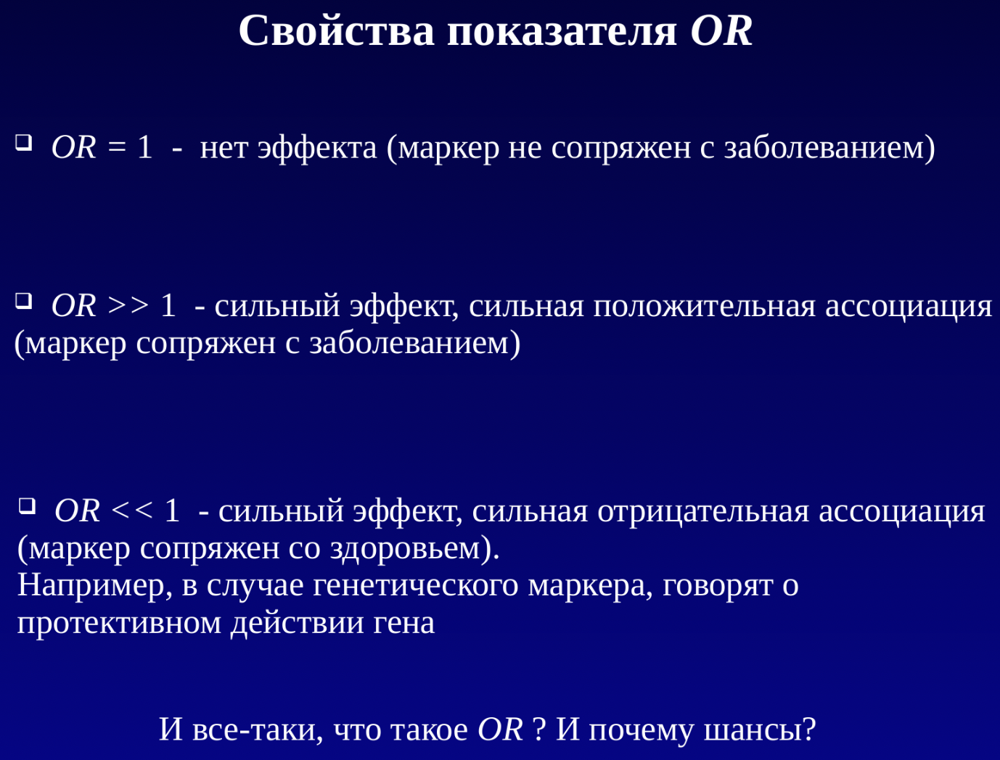 Свойства показателя OR
❑ OR = 1 - нет эффекта (маркер не сопряжен с заболеванием)
❑ OR >> 1 - сильный эффект, сильная положительная ассоциация
(маркер сопряжен с заболеванием)
❑ OR << 1 - сильный эффект, сильная отрицательная ассоциация
(маркер сопряжен со здоровьем).
Например, в случае генетического маркера, говорят о
протективном действии гена
И все-таки, что такое OR ? И почему шансы?